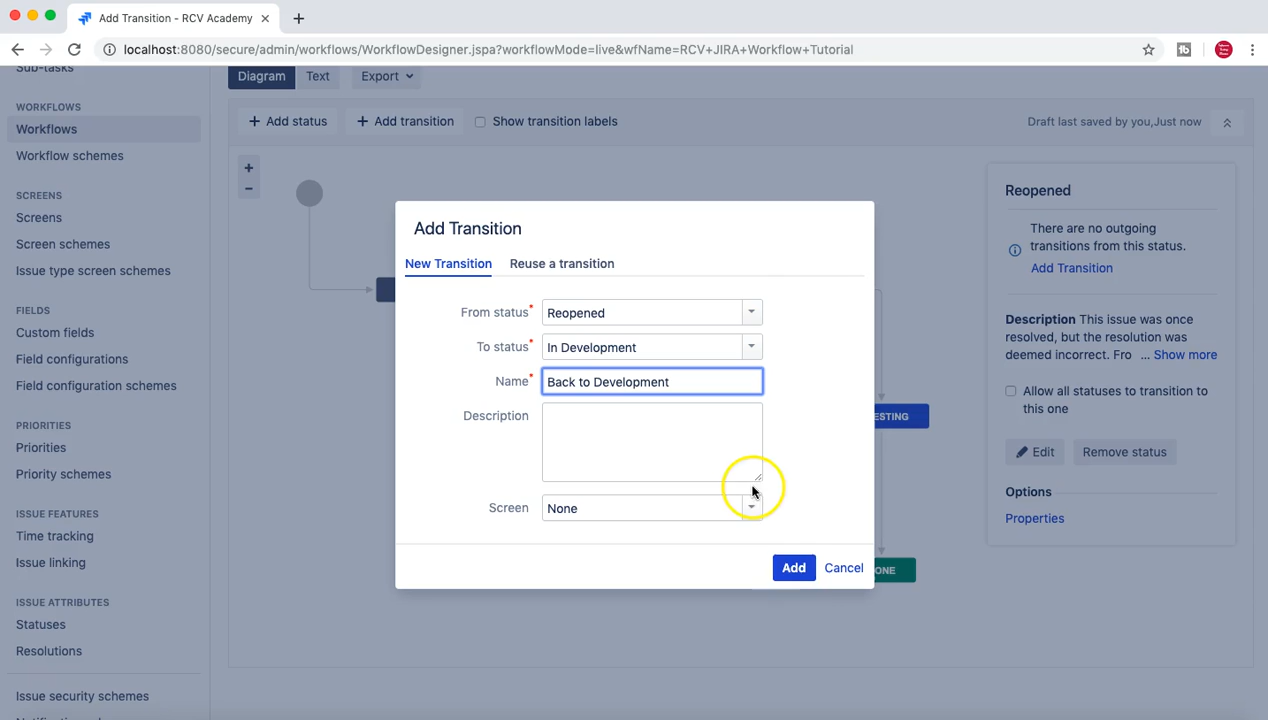 Add Transition - RCV Academy
localhost:8080/secure/admin/workflows/WorkflowDesigner.jspa?workflowMode=live&wfName=RCV+JIRA+Workflow+Tutorial
Sub-tasks
WORKFLOWS
Workflows
Workflow schemes
SCREENS
Screens
Screen schemes
Issue type screen schemes
FIELDS
Custom fields
Field configurations
Field configuration schemes
PRIORITIES
Priorities
Priority schemes
ISSUE FEATURES
Time tracking
Issue linking
ISSUE ATTRIBUTES
Statuses
Resolutions
Issue security schemes
Diagram Text Export
+ Add status + Add transition Show transition labels Draft last saved by you,Just now
Add Transition
New Transition Reuse a transition
From status* Reopened
To status* In Development
Name* Back to Development
Description
Screen None
Add Cancel
ESTING
ONE
Reopened
There are no outgoing
transitions from this status.
Add Transition
Description This issue was once
resolved, but the resolution was
deemed incorrect. Fro ... Show more
Allow all statuses to transition to
this one
Edit Remove status
Options
Properties